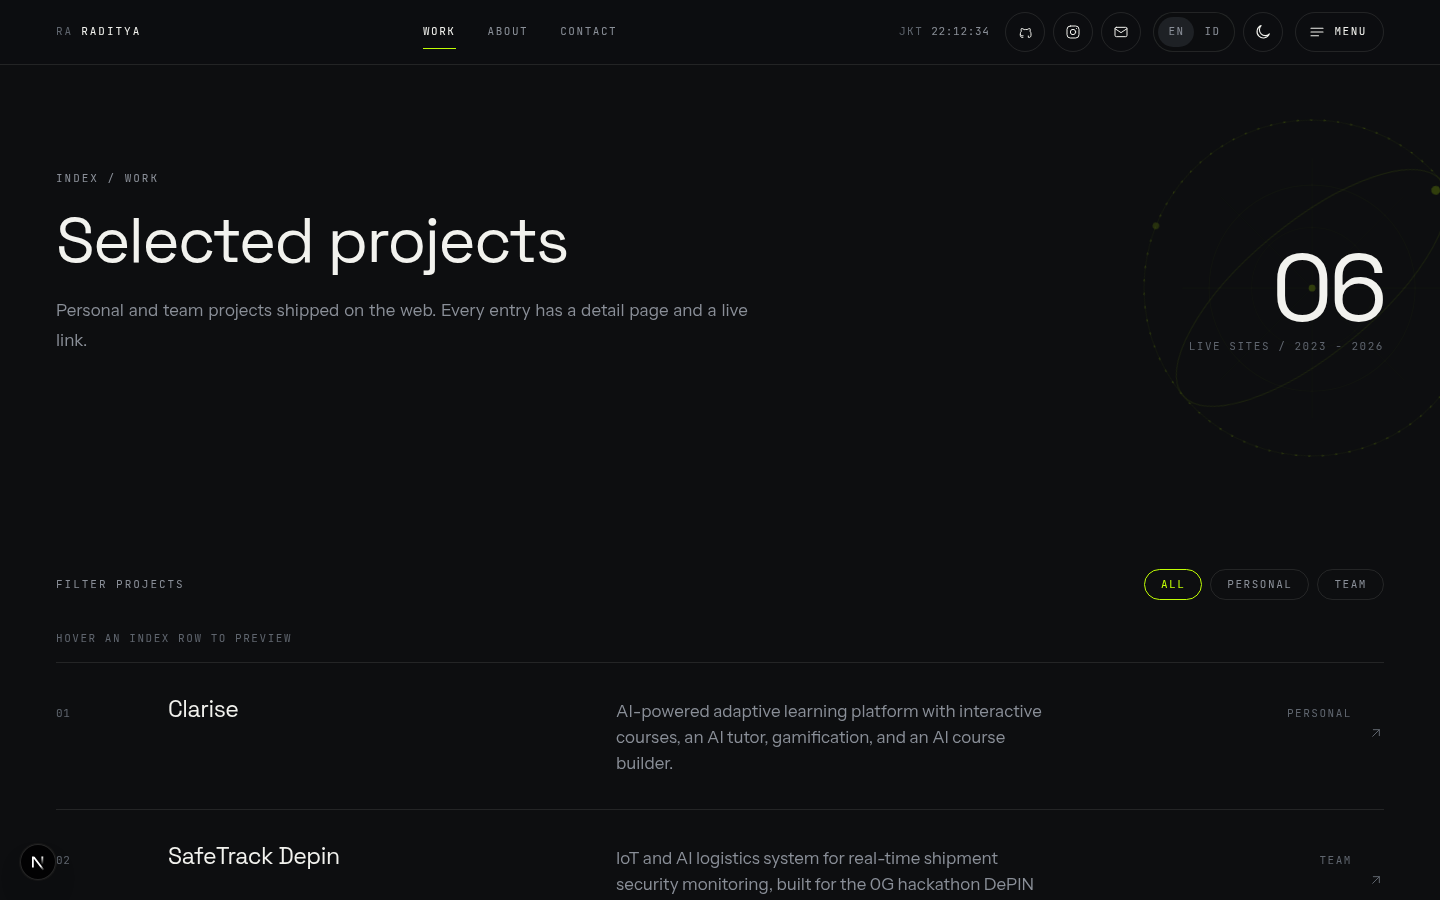 RA RADITYA
WORK
ABOUT
CONTACT
JKT 22:12:34
EN
ID
MENU
INDEX / WORK
Selected projects
Personal and team projects shipped on the web. Every entry has a detail page and a live
link.
06
LIVE SITES / 2023 - 2026
FILTER PROJECTS
ALL
PERSONAL
TEAM
HOVER AN INDEX ROW TO PREVIEW
01
Clarise
AI-powered adaptive learning platform with interactive
courses, an AI tutor, gamification, and an AI course
builder.
PERSONAL
02
SafeTrack Depin
IoT and AI logistics system for real-time shipment
security monitoring, built for the 0G hackathon DePIN
TEAM
N